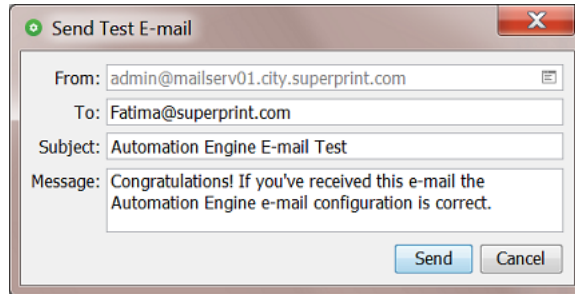 Send Test E-mail
From: admin@mailserv01.city.superprint.com
To: Fatima@superprint.com
Subject: Automation Engine E-mail Test
Message: Congratulations! If you've received this e-mail the
Automation Engine e-mail configuration is correct.
Send Cancel